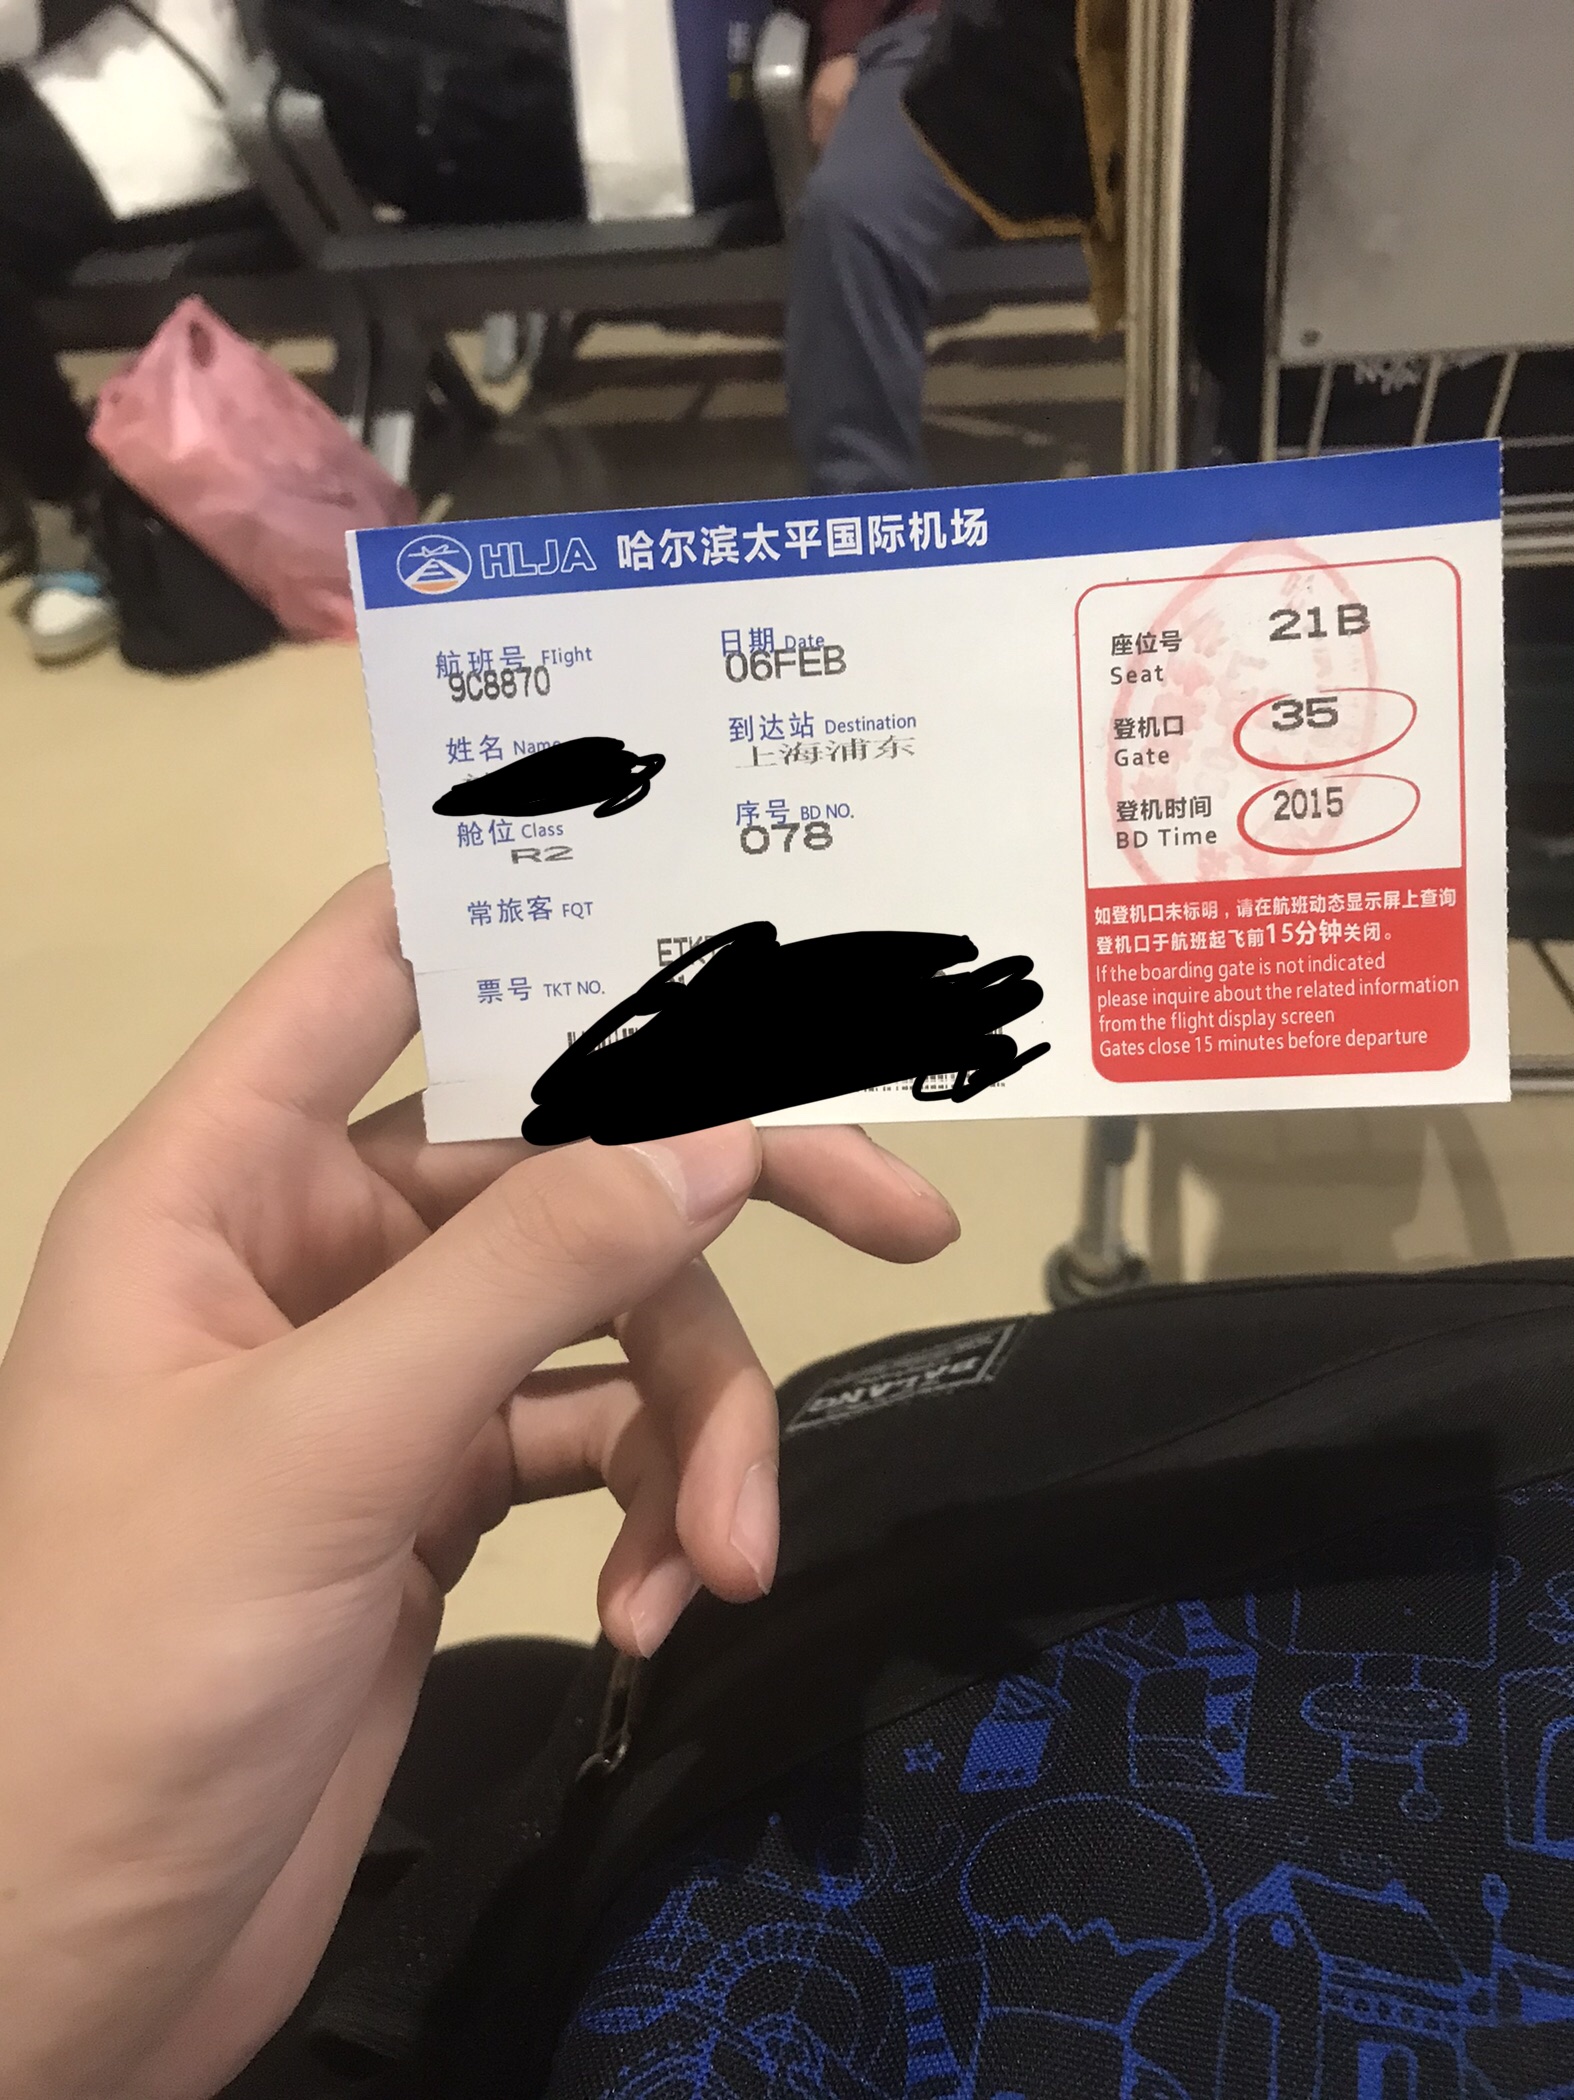 HLJA 哈尔滨太平国际机场
航班号 Flight
9C8870
日期 Date
06FEB
姓名 Name
到达站 Destination
上海浦东
舱位 Class
R2
序号 BD NO.
078
常旅客 FQT
票号 TKT NO.
座位号 21B
Seat
登机口 35
Gate
登机时间 2015
BD Time
如登机口未标明，请在航班动态显示屏上查询
登机口于航班起飞前15分钟关闭。
If the boarding gate is not indicated
please inquire about the related information
from the flight display screen
Gates close 15 minutes before departure